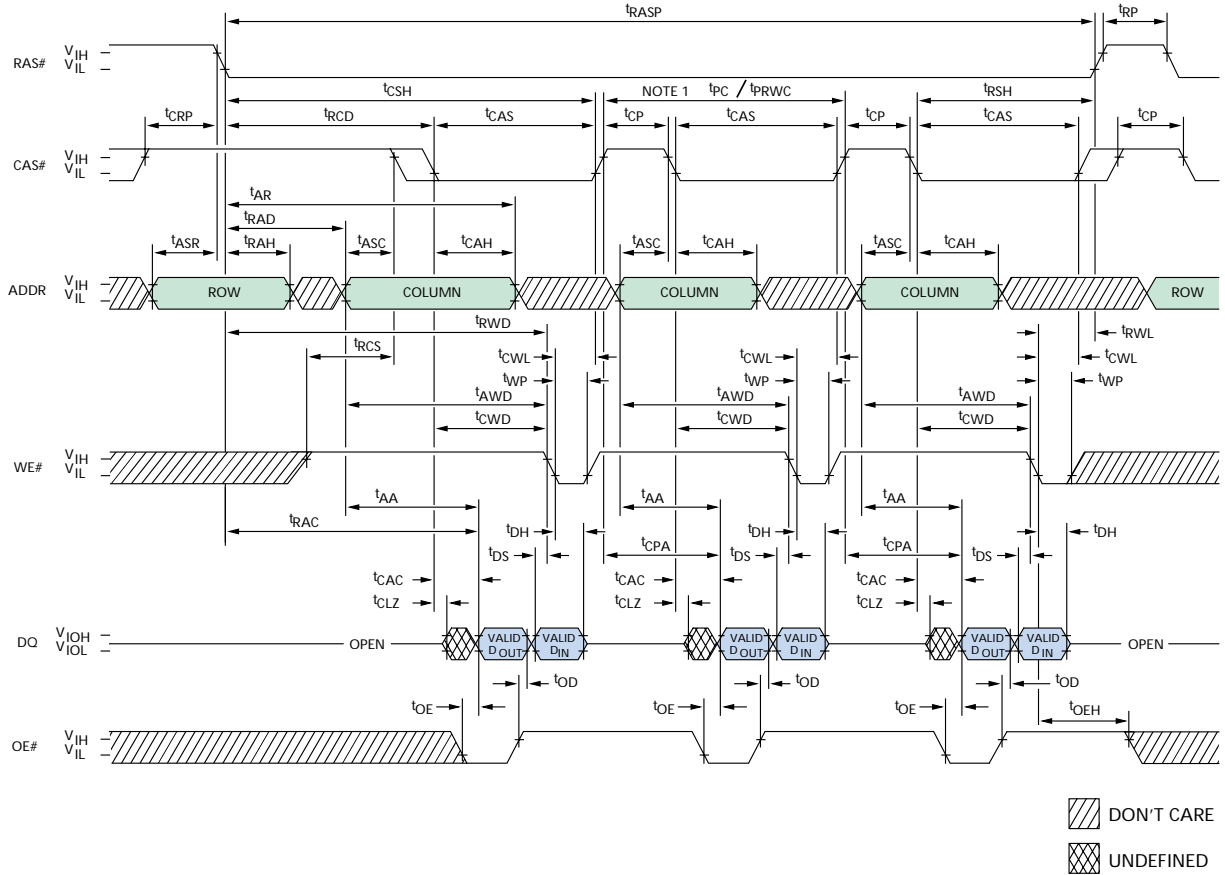 tRASP tRP
RAS# VIH
VIL
tCSH NOTE 1 tPC / tPRWC tRSH
tCRP tRCD tCAS tCP tCAS tCP tCAS tCP
CAS# VIH
VIL
tAR
tRAD
tASR tRAH tASC tCAH tASC tCAH tASC tCAH
ADDR VIH
VIL
ROW COLUMN COLUMN COLUMN ROW
tRWD tRWL
tRCS tCWL tCWL tCWL
tWP tWP tWP
tAWD tAWD tAWD
tCWD tCWD tCWD
WE# VIH
VIL
tAA tAA tAA
tRAC tDH tDH tDH
tDS tCPA tDS tCPA tDS
tCAC tCAC tCAC
tCLZ tCLZ tCLZ
DQ VIOH
VIOL
OPEN VALID DOUT VALID DIN VALID DOUT VALID DIN VALID DOUT VALID DIN OPEN
tOD tOD tOD
tOE tOE tOE tOEH
OE# VIH
VIL
DON'T CARE
UNDEFINED